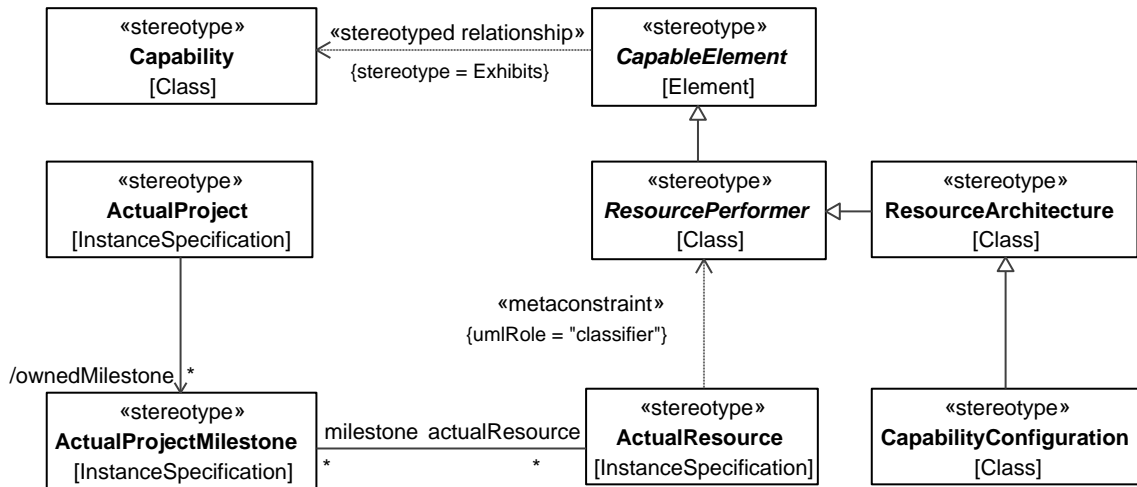 «stereotype»
Capability
[Class]
«stereotyped relationship»
{stereotype = Exhibits}
«stereotype»
CapableElement
[Element]
«stereotype»
ActualProject
[InstanceSpecification]
«stereotype»
ResourcePerformer
[Class]
«stereotype»
ResourceArchitecture
[Class]
«metaconstraint»
{umlRole = "classifier"}
/ownedMilestone *
«stereotype»
ActualProjectMilestone
[InstanceSpecification]
milestone actualResource
* *
«stereotype»
ActualResource
[InstanceSpecification]
«stereotype»
CapabilityConfiguration
[Class]